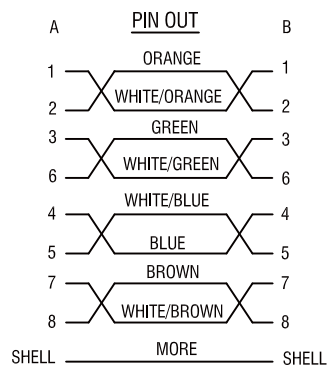 PIN OUT
A B
ORANGE
1 1
WHITE/ORANGE
2 2
GREEN
3 3
WHITE/GREEN
6 6
WHITE/BLUE
4 4
BLUE
5 5
BROWN
7 7
WHITE/BROWN
8 8
MORE
SHELL SHELL